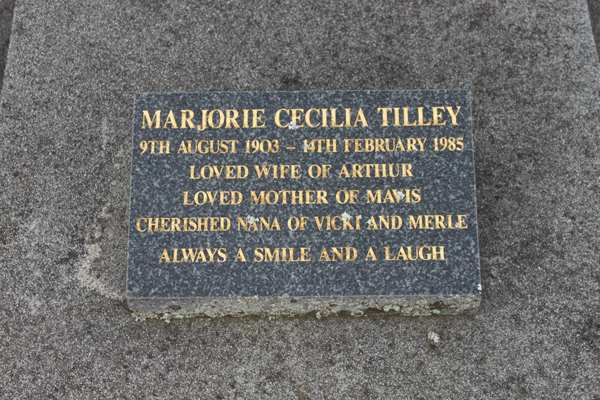 MARJORIE CECILIA TILLEY
9TH AUGUST 1903 – 14TH FEBRUARY 1985
LOVED WIFE OF ARTHUR
LOVED MOTHER OF MAVIS
CHERISHED NANA OF VICKI AND MERLE
ALWAYS A SMILE AND A LAUGH